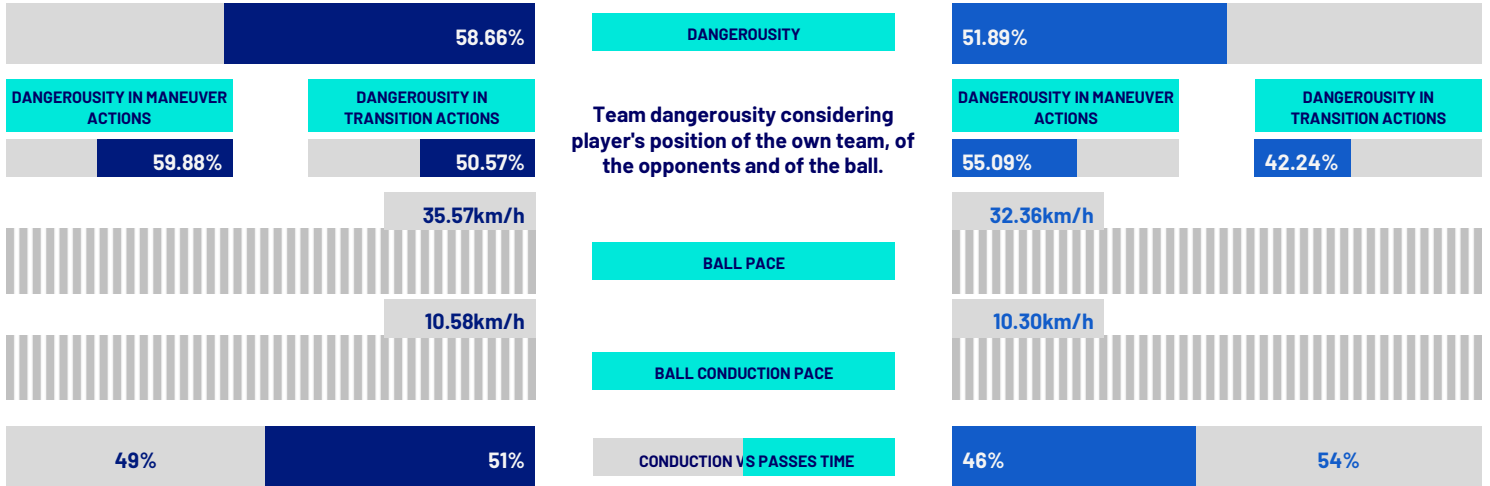 58.66%
DANGEROUSITY
51.89%
DANGEROUSITY IN MANEUVER
ACTIONS
DANGEROUSITY IN
TRANSITION ACTIONS
59.88%
50.57%
Team dangerousity considering
player's position of the own team, of
the opponents and of the ball.
DANGEROUSITY IN MANEUVER
ACTIONS
DANGEROUSITY IN
TRANSITION ACTIONS
55.09%
42.24%
35.57km/h
BALL PACE
32.36km/h
10.58km/h
BALL CONDUCTION PACE
10.30km/h
49%
51%
CONDUCTION VS PASSES TIME
46%
54%